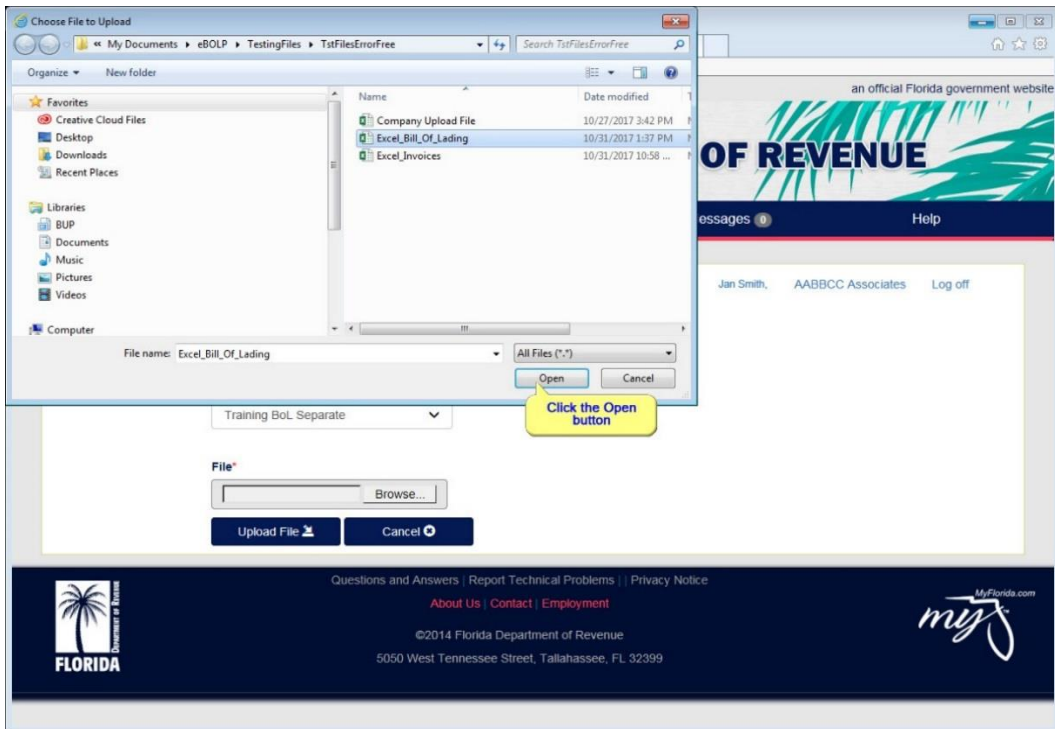 Choose File to Upload
« My Documents ▸ eBOLP ▸ TestingFiles ▸ TstFilesErrorFree
Search TstFilesErrorFree
Organize
New folder
Favorites
Creative Cloud Files
Desktop
Downloads
Recent Places
Libraries
BUP
Documents
Music
Pictures
Videos
Computer
Name
Date modified
Company Upload File
10/27/2017 3:42 PM
Excel_Bill_Of_Lading
10/31/2017 1:37 PM
Excel_Invoices
10/31/2017 10:58 ...
File name:
Excel_Bill_Of_Lading
All Files (*.*)
Open
Cancel
Click the Open
button
an official Florida government website
OF REVENUE
essages 0
Help
Jan Smith,
AABBCC Associates
Log off
Training BoL Separate
File*
Browse...
Upload File
Cancel
Questions and Answers | Report Technical Problems | | Privacy Notice
About Us | Contact | Employment
©2014 Florida Department of Revenue
5050 West Tennessee Street, Tallahassee, FL 32399
DEPARTMENT OF REVENUE
FLORIDA
MyFlorida.com
my